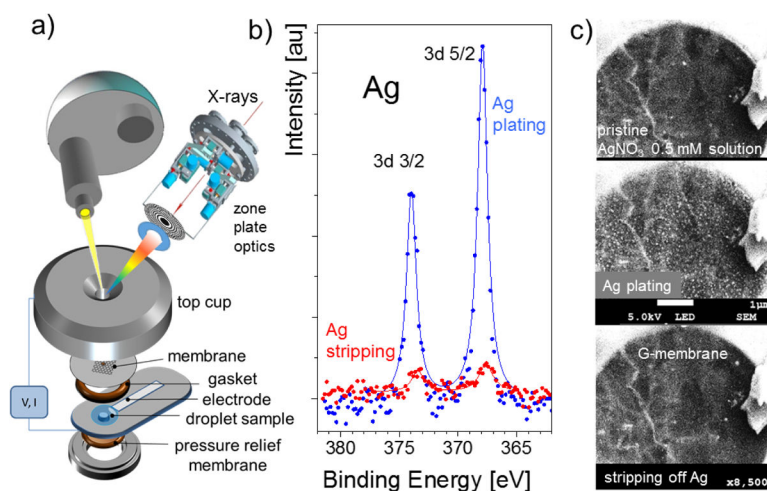 a)
X-rays
zone
plate
optics
top cup
membrane
gasket
electrode
droplet sample
pressure relief
membrane
V, I
b)
Intensity [au]
Ag
3d 5/2
3d 3/2
Ag
plating
Ag
stripping
380
375
370
365
Binding Energy [eV]
c)
pristine
AgNO₃ 0.5 mM solution
Ag plating
1μm
5.0kV LED SEM
G-membrane
stripping off Ag
x8,500